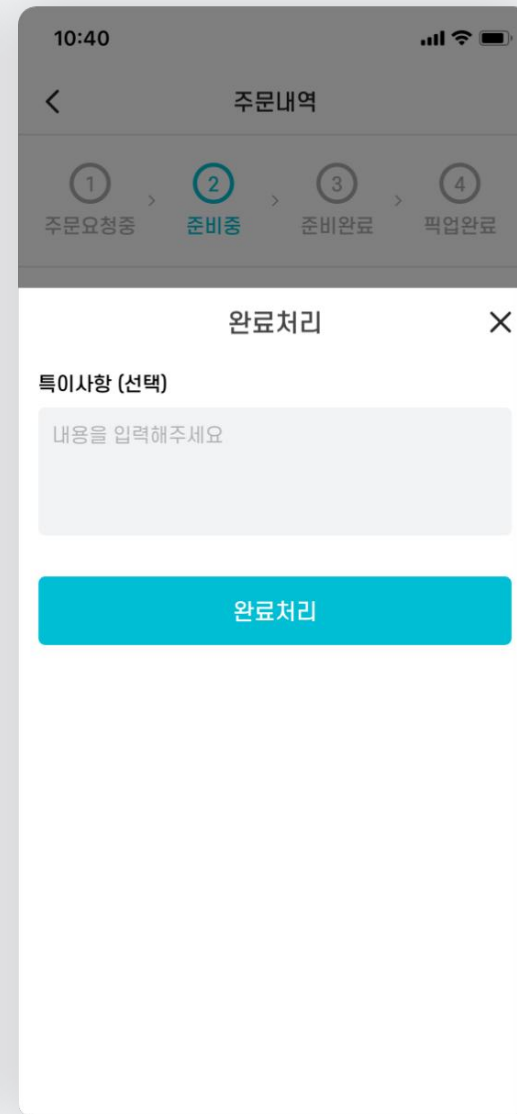 10:40
주문내역
1 2 3 4
주문요청중 준비중 준비완료 픽업완료
완료처리
특이사항 (선택)
내용을 입력해주세요
완료처리